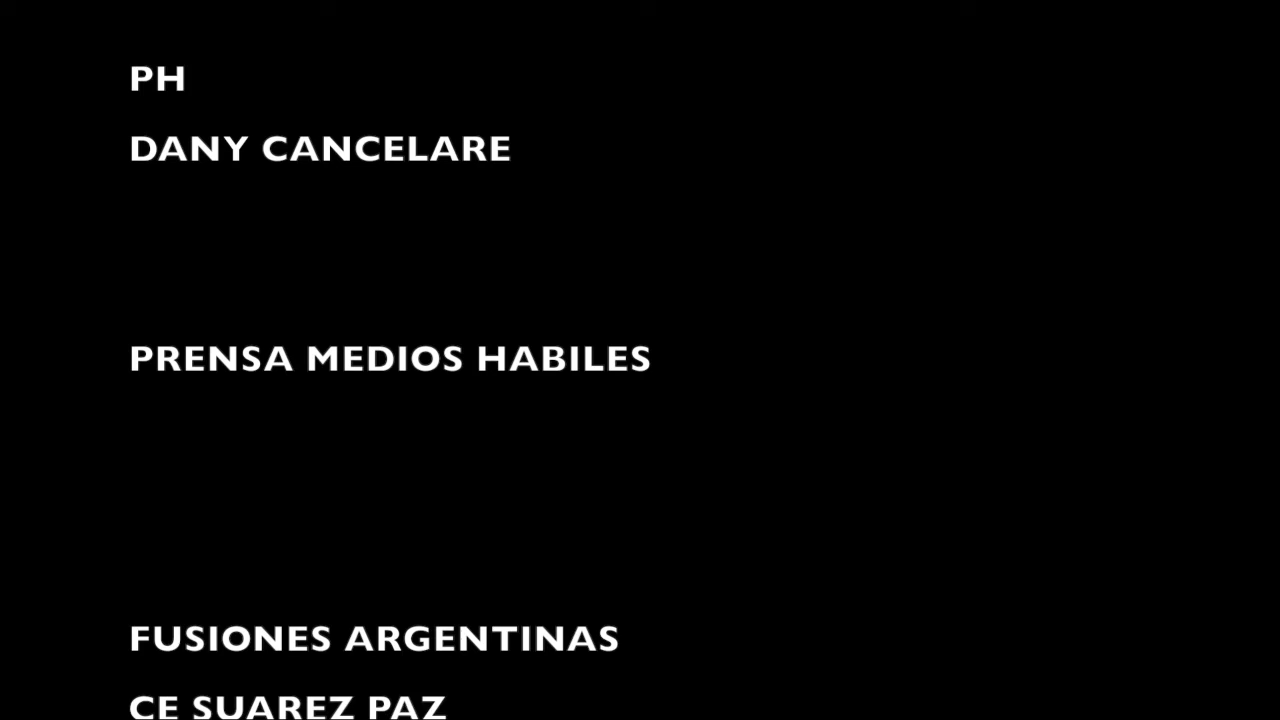 PH
DANY CANCELARE
PRENSA MEDIOS HABILES
FUSIONES ARGENTINAS
CE SUAREZ PAZ